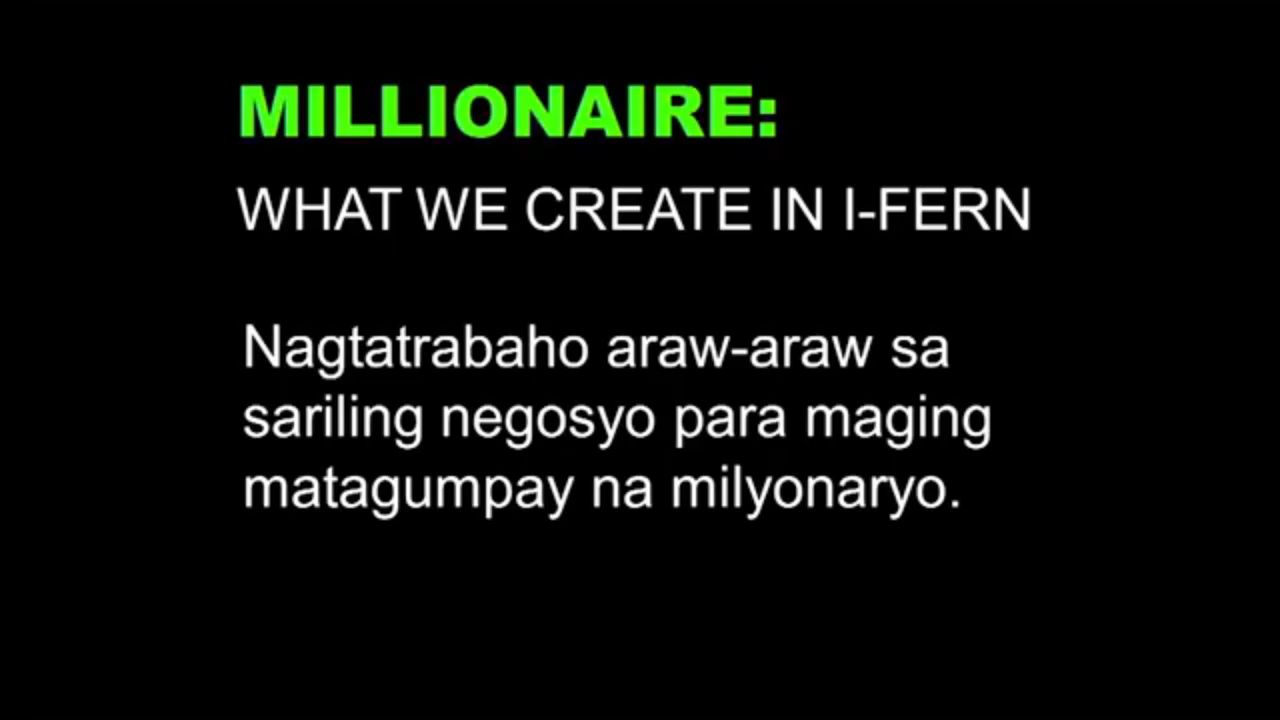 MILLIONAIRE:
WHAT WE CREATE IN I-FERN
Nagtatrabaho araw-araw sa
sariling negosyo para maging
matagumpay na milyonaryo.